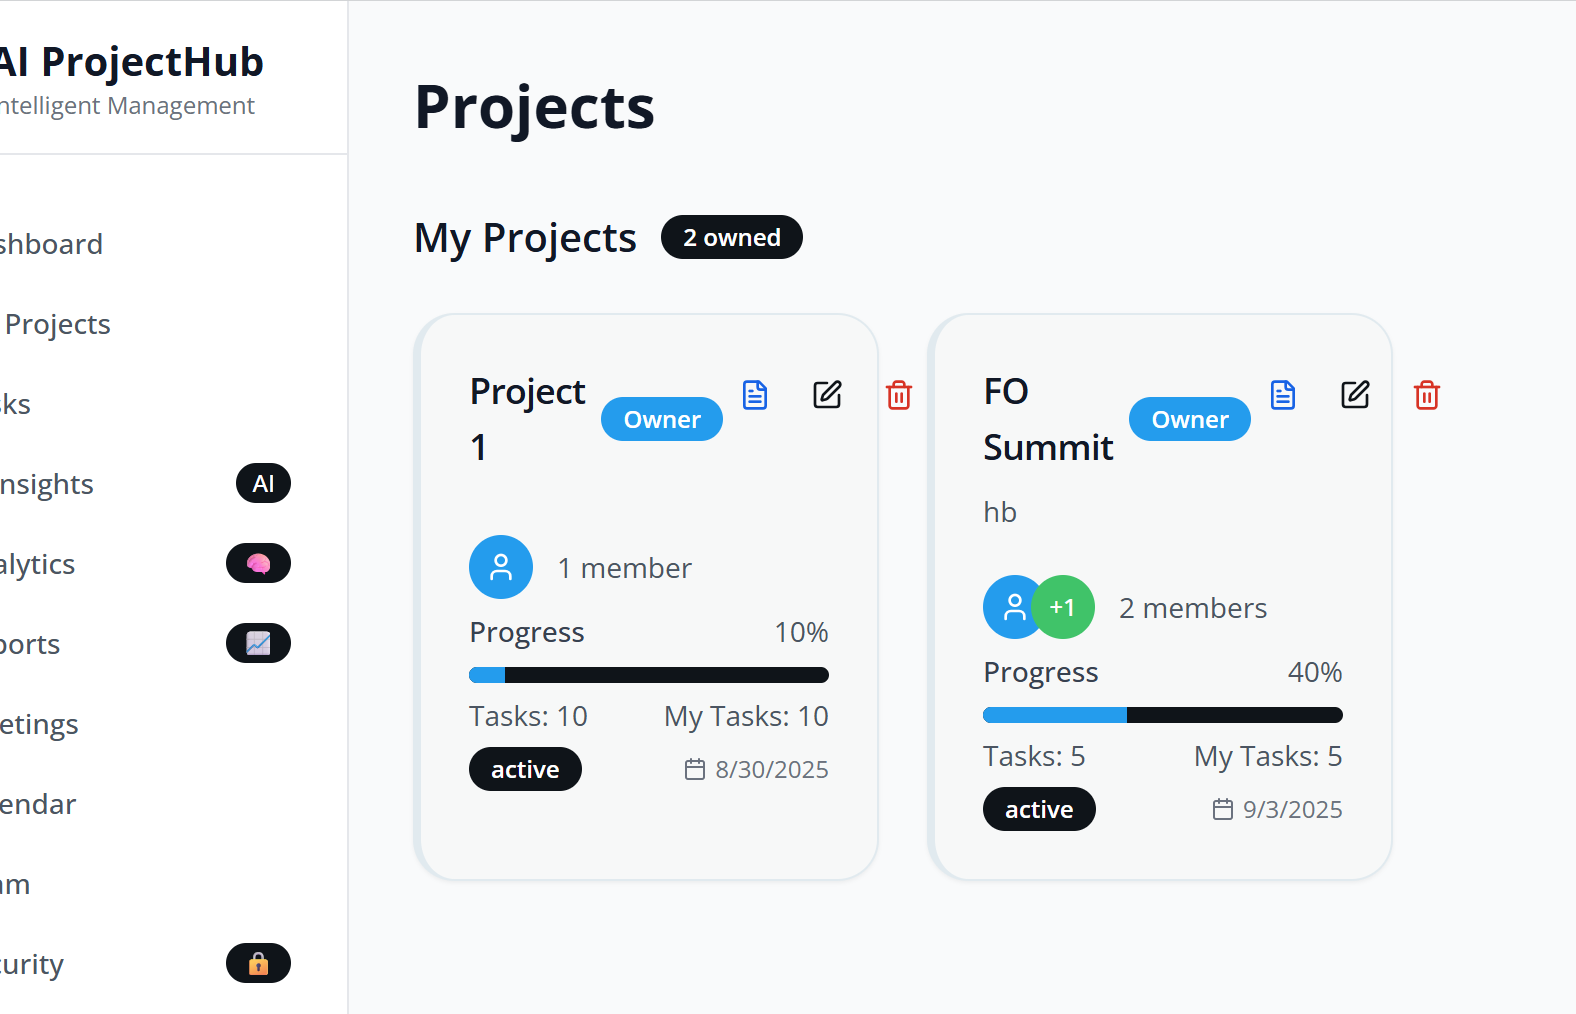 AI ProjectHub
ntelligent Management
shboard
Projects
ks
nsights AI
alytics
ports
etings
endar
am
curity
Projects
My Projects 2 owned
Project 1 Owner
1 member
Progress 10%
Tasks: 10 My Tasks: 10
active 8/30/2025
FO Summit Owner
hb
+1 2 members
Progress 40%
Tasks: 5 My Tasks: 5
active 9/3/2025